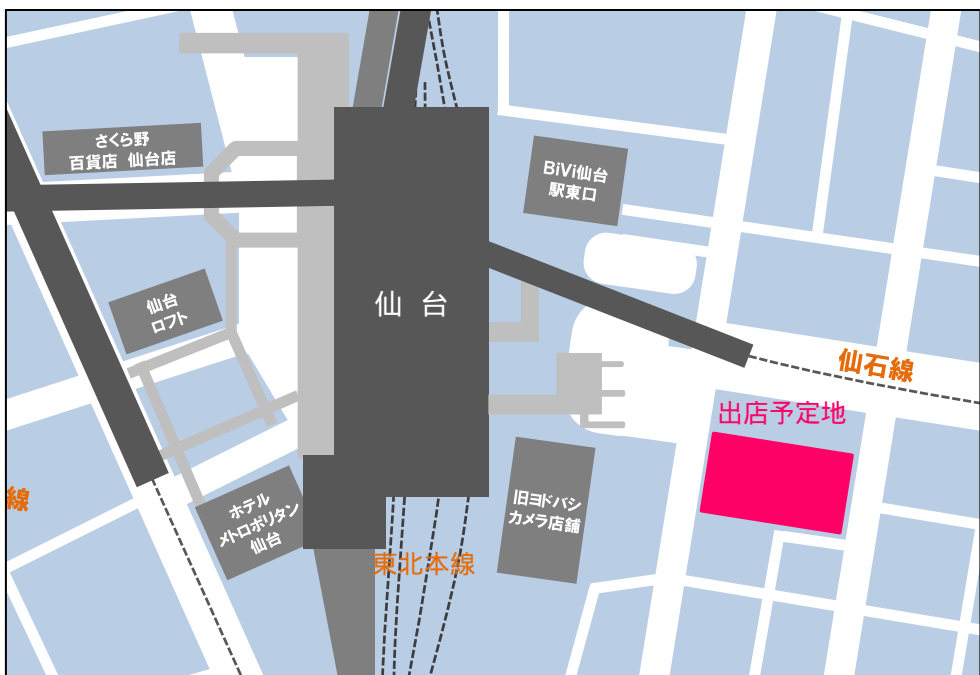 さくら野
百貨店 仙台店
BiVi仙台
駅東口
仙台
ロフト
仙 台
仙石線
出店予定地
線
旧ヨドバシ
カメラ店舗
ホテル
メトロポリタン
仙台
東北本線